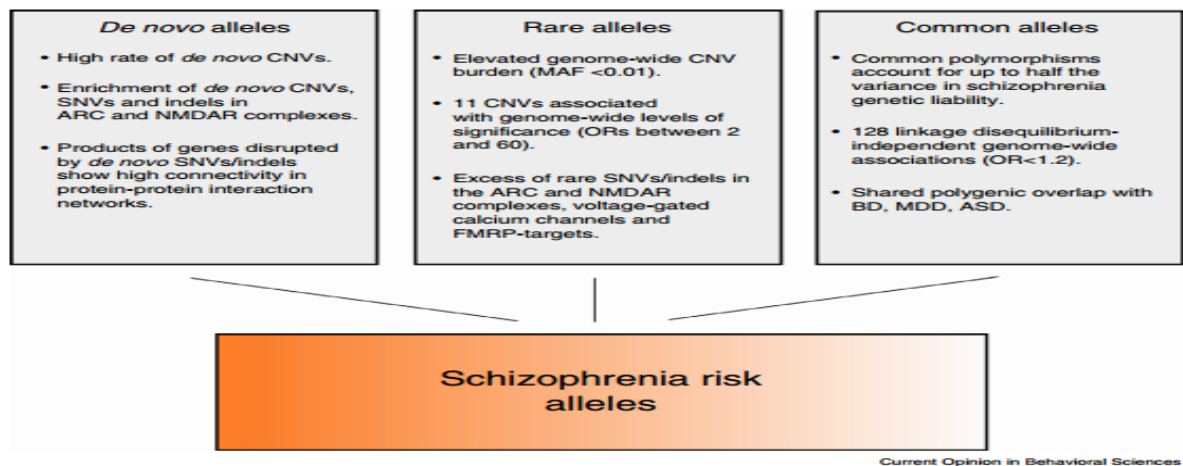 De novo alleles
• High rate of de novo CNVs.
• Enrichment of de novo CNVs,
SNVs and indels in
ARC and NMDAR complexes.
• Products of genes disrupted
by de novo SNVs/indels
show high connectivity in
protein-protein interaction
networks.
Rare alleles
• Elevated genome-wide CNV
burden (MAF <0.01).
• 11 CNVs associated
with genome-wide levels of
significance (ORs between 2
and 60).
• Excess of rare SNVs/indels in
the ARC and NMDAR
complexes, voltage-gated
calcium channels and
FMRP-targets.
Common alleles
• Common polymorphisms
account for up to half the
variance in schizophrenia
genetic liability.
• 128 linkage disequilibrium-
independent genome-wide
associations (OR<1.2).
• Shared polygenic overlap with
BD, MDD, ASD.
Schizophrenia risk
alleles
Current Opinion in Behavioral Sciences